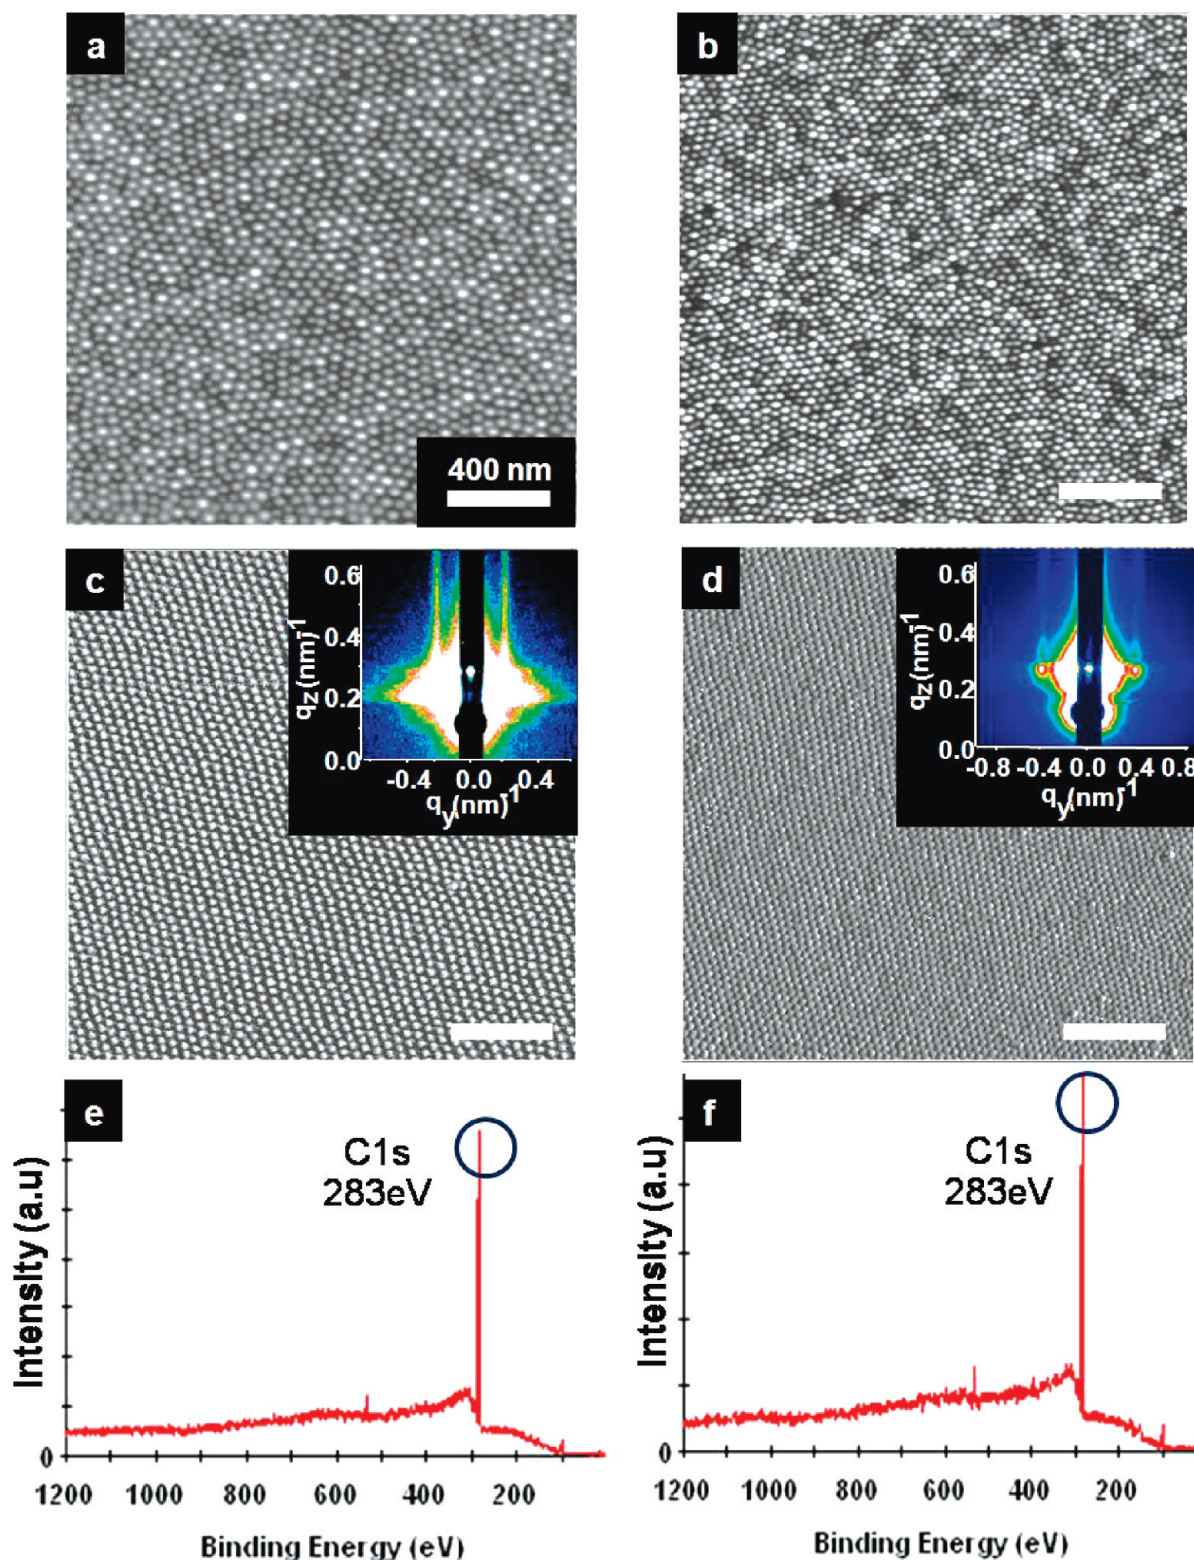 a
b
400 nm
c
0.6
0.4
0.2
0.0
qz(nm)-1
-0.4 0.0 0.4
qy(nm)-1
d
0.6
0.4
0.2
0.0
qz(nm)-1
-0.8 -0.4 0.0 0.4 0.8
qy(nm)-1
e
C1s
283eV
Intensity (a.u)
0
1200 1000 800 600 400 200
Binding Energy (eV)
f
C1s
283eV
Intensity (a.u)
0
1200 1000 800 600 400 200
Binding Energy (eV)